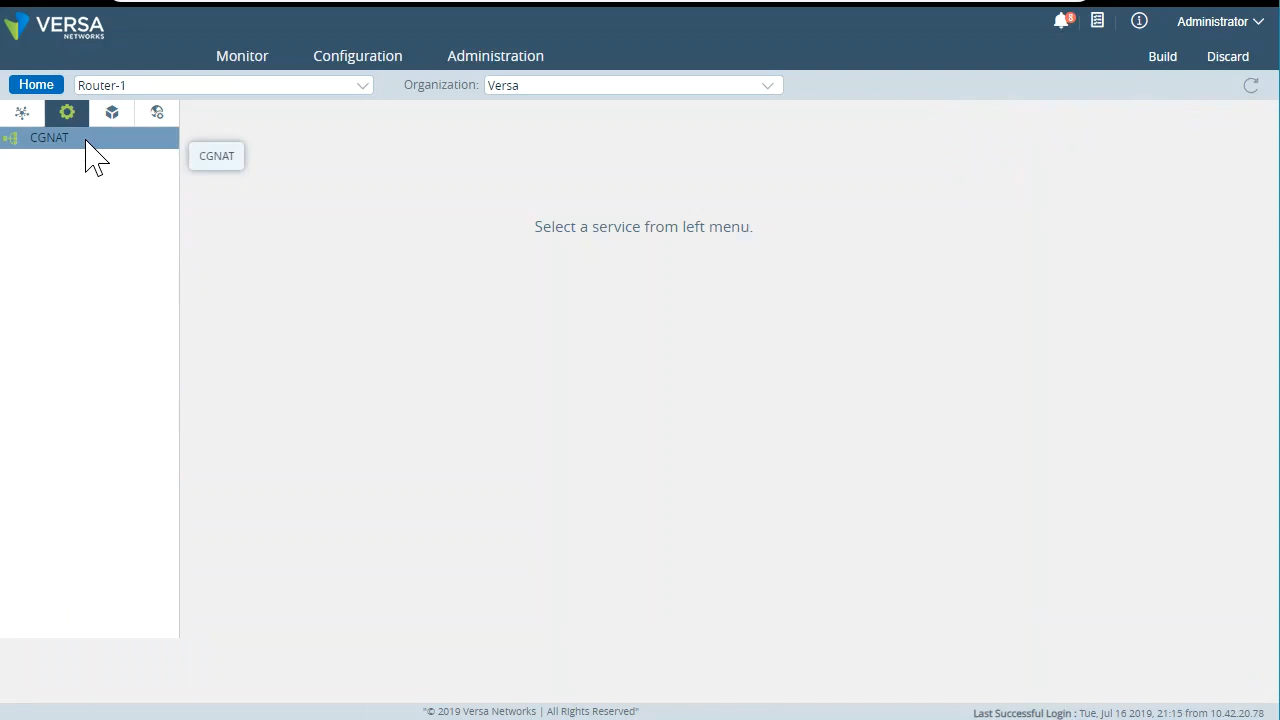 VERSA
NETWORKS
8
Administrator
Monitor Configuration Administration
Build Discard
Home Router-1 Organization: Versa
CGNAT
CGNAT
Select a service from left menu.
"© 2019 Versa Networks | All Rights Reserved"
Last Successful Login : Tue, Jul 16 2019, 21:15 from 10.42.20.78